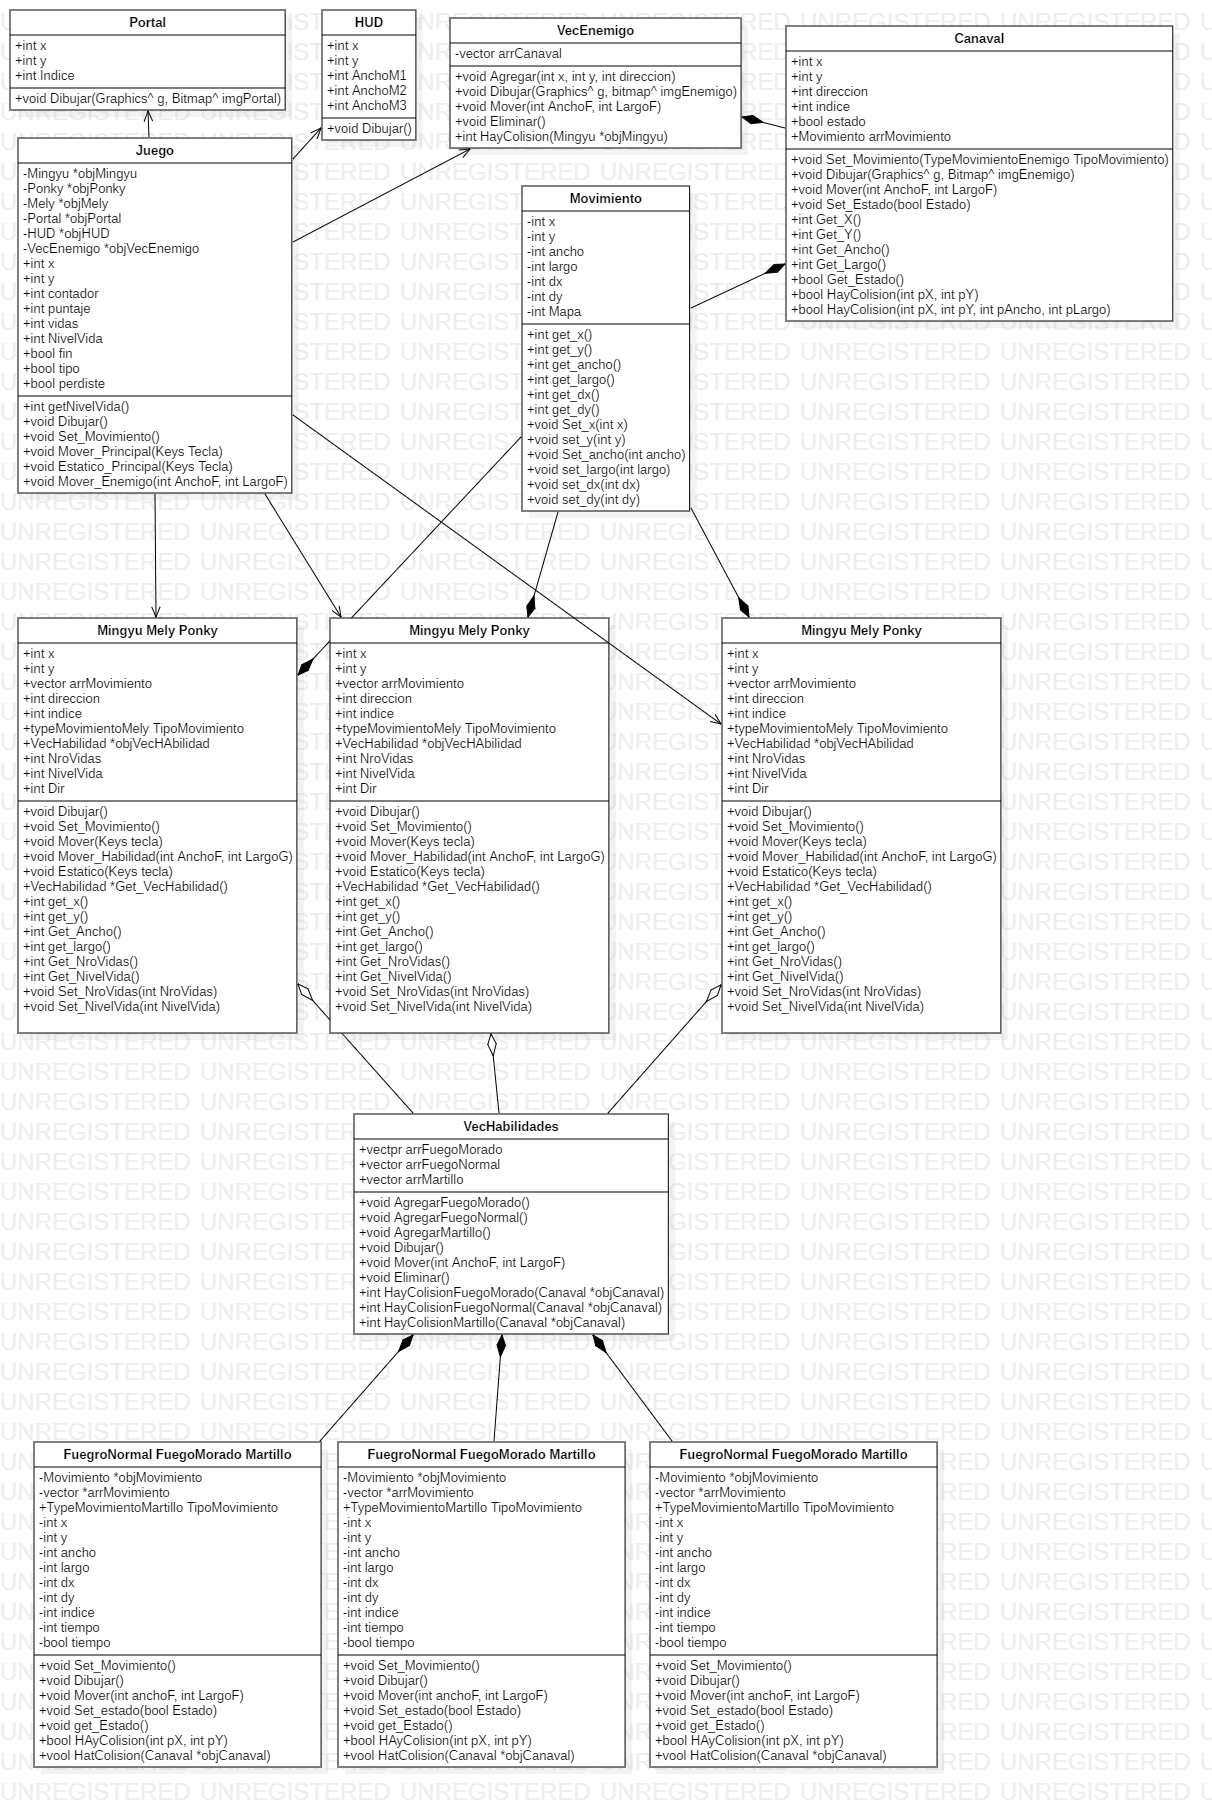 Portal
+int x
+int y
+int Indice
+void Dibujar(Graphics^ g, Bitmap^ imgPortal)
HUD
+int x
+int y
+int AnchoM1
+int AnchoM2
+int AnchoM3
+void Dibujar()
VecEnemigo
-vector arrCanaval
+void Agregar(int x, int y, int direccion)
+void Dibujar(Graphics^ g, bitmap^ imgEnemigo)
+void Mover(int AnchoF, int LargoF)
+void Eliminar()
+int HayColision(Mingyu *objMingyu)
Canaval
+int x
+int y
+int direccion
+int indice
+bool estado
+Movimiento arrMovimiento
+void Set_Movimiento(TypeMovimientoEnemigo TipoMovimiento)
+void Dibujar(Graphics^ g, Bitmap^ imgEnemigo)
+void Mover(int AnchoF, int LargoF)
+void Set_Estado(bool Estado)
+int Get_X()
+int Get_Y()
+int Get_Ancho()
+int Get_Largo()
+bool Get_Estado()
+bool HayColision(int pX, int pY)
+bool HayColision(int pX, int pY, int pAncho, int pLargo)
Juego
-Mingyu *objMingyu
-Ponky *objPonky
-Mely *objMely
-Portal *objPortal
-HUD *objHUD
-VecEnemigo *objVecEnemigo
+int x
+int y
+int contador
+int puntaje
+int vidas
+int NivelVida
+bool fin
+bool tipo
+bool perdiste
+int getNivelVida()
+void Dibujar()
+void Set_Movimiento()
+void Mover_Principal(Keys Tecla)
+void Estatico_Principal(Keys Tecla)
+void Mover_Enemigo(int AnchoF, int LargoF)
Movimiento
-int x
-int y
-int ancho
-int largo
-int dx
-int dy
-int Mapa
+int get_x()
+int get_y()
+int get_ancho()
+int get_largo()
+int get_dx()
+int get_dy()
+void Set_x(int x)
+void set_y(int y)
+void Set_ancho(int ancho)
+void set_largo(int largo)
+void set_dx(int dx)
+void set_dy(int dy)
Mingyu Mely Ponky
+int x
+int y
+vector arrMovimiento
+int direccion
+int indice
+typeMovimientoMely TipoMovimiento
+VecHabilidad *objVecHAbilidad
+int NroVidas
+int NivelVida
+int Dir
+void Dibujar()
+void Set_Movimiento()
+void Mover(Keys tecla)
+void Mover_Habilidad(int AnchoF, int LargoG)
+void Estatico(Keys tecla)
+VecHabilidad *Get_VecHabilidad()
+int get_x()
+int get_y()
+int Get_Ancho()
+int get_largo()
+int Get_NroVidas()
+int Get_NivelVida()
+void Set_NroVidas(int NroVidas)
+void Set_NivelVida(int NivelVida)
Mingyu Mely Ponky
+int x
+int y
+vector arrMovimiento
+int direccion
+int indice
+typeMovimientoMely TipoMovimiento
+VecHabilidad *objVecHAbilidad
+int NroVidas
+int NivelVida
+int Dir
+void Dibujar()
+void Set_Movimiento()
+void Mover(Keys tecla)
+void Mover_Habilidad(int AnchoF, int LargoG)
+void Estatico(Keys tecla)
+VecHabilidad *Get_VecHabilidad()
+int get_x()
+int get_y()
+int Get_Ancho()
+int get_largo()
+int Get_NroVidas()
+int Get_NivelVida()
+void Set_NroVidas(int NroVidas)
+void Set_NivelVida(int NivelVida)
Mingyu Mely Ponky
+int x
+int y
+vector arrMovimiento
+int direccion
+int indice
+typeMovimientoMely TipoMovimiento
+VecHabilidad *objVecHAbilidad
+int NroVidas
+int NivelVida
+int Dir
+void Dibujar()
+void Set_Movimiento()
+void Mover(Keys tecla)
+void Mover_Habilidad(int AnchoF, int LargoG)
+void Estatico(Keys tecla)
+VecHabilidad *Get_VecHabilidad()
+int get_x()
+int get_y()
+int Get_Ancho()
+int get_largo()
+int Get_NroVidas()
+int Get_NivelVida()
+void Set_NroVidas(int NroVidas)
+void Set_NivelVida(int NivelVida)
VecHabilidades
+vectpr arrFuegoMorado
+vector arrFuegoNormal
+vector arrMartillo
+void AgregarFuegoMorado()
+void AgregarFuegoNormal()
+void AgregarMartillo()
+void Dibujar()
+void Mover(int AnchoF, int LargoF)
+void Eliminar()
+int HayColisionFuegoMorado(Canaval *objCanaval)
+int HayColisionFuegoNormal(Canaval *objCanaval)
+int HayColisionMartillo(Canaval *objCanaval)
FuegroNormal FuegoMorado Martillo
-Movimiento *objMovimiento
-vector *arrMovimiento
+TypeMovimientoMartillo TipoMovimiento
-int x
-int y
-int ancho
-int largo
-int dx
-int dy
-int indice
-int tiempo
-bool tiempo
+void Set_Movimiento()
+void Dibujar()
+void Mover(int anchoF, int LargoF)
+void Set_estado(bool Estado)
+void get_Estado()
+bool HAyColision(int pX, int pY)
+vool HatColision(Canaval *objCanaval)
FuegroNormal FuegoMorado Martillo
-Movimiento *objMovimiento
-vector *arrMovimiento
+TypeMovimientoMartillo TipoMovimiento
-int x
-int y
-int ancho
-int largo
-int dx
-int dy
-int indice
-int tiempo
-bool tiempo
+void Set_Movimiento()
+void Dibujar()
+void Mover(int anchoF, int LargoF)
+void Set_estado(bool Estado)
+void get_Estado()
+bool HAyColision(int pX, int pY)
+vool HatColision(Canaval *objCanaval)
FuegroNormal FuegoMorado Martillo
-Movimiento *objMovimiento
-vector *arrMovimiento
+TypeMovimientoMartillo TipoMovimiento
-int x
-int y
-int ancho
-int largo
-int dx
-int dy
-int indice
-int tiempo
-bool tiempo
+void Set_Movimiento()
+void Dibujar()
+void Mover(int anchoF, int LargoF)
+void Set_estado(bool Estado)
+void get_Estado()
+bool HAyColision(int pX, int pY)
+vool HatColision(Canaval *objCanaval)